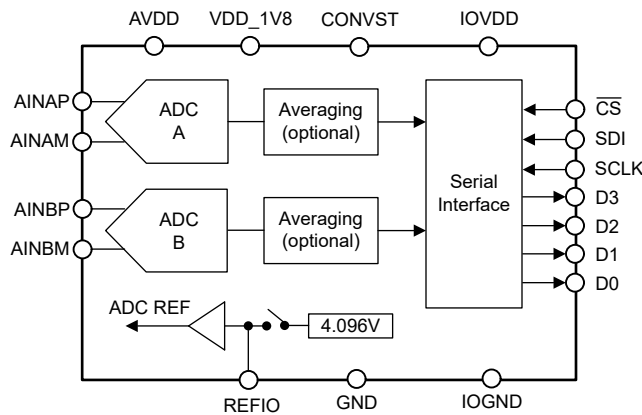 AVDD
VDD_1V8
CONVST
IOVDD
AINAP
AINAM
ADC
A
Averaging
(optional)
AINBP
AINBM
ADC
B
Averaging
(optional)
Serial
Interface
CS
SDI
SCLK
D3
D2
D1
D0
ADC REF
4.096V
REFIO
GND
IOGND